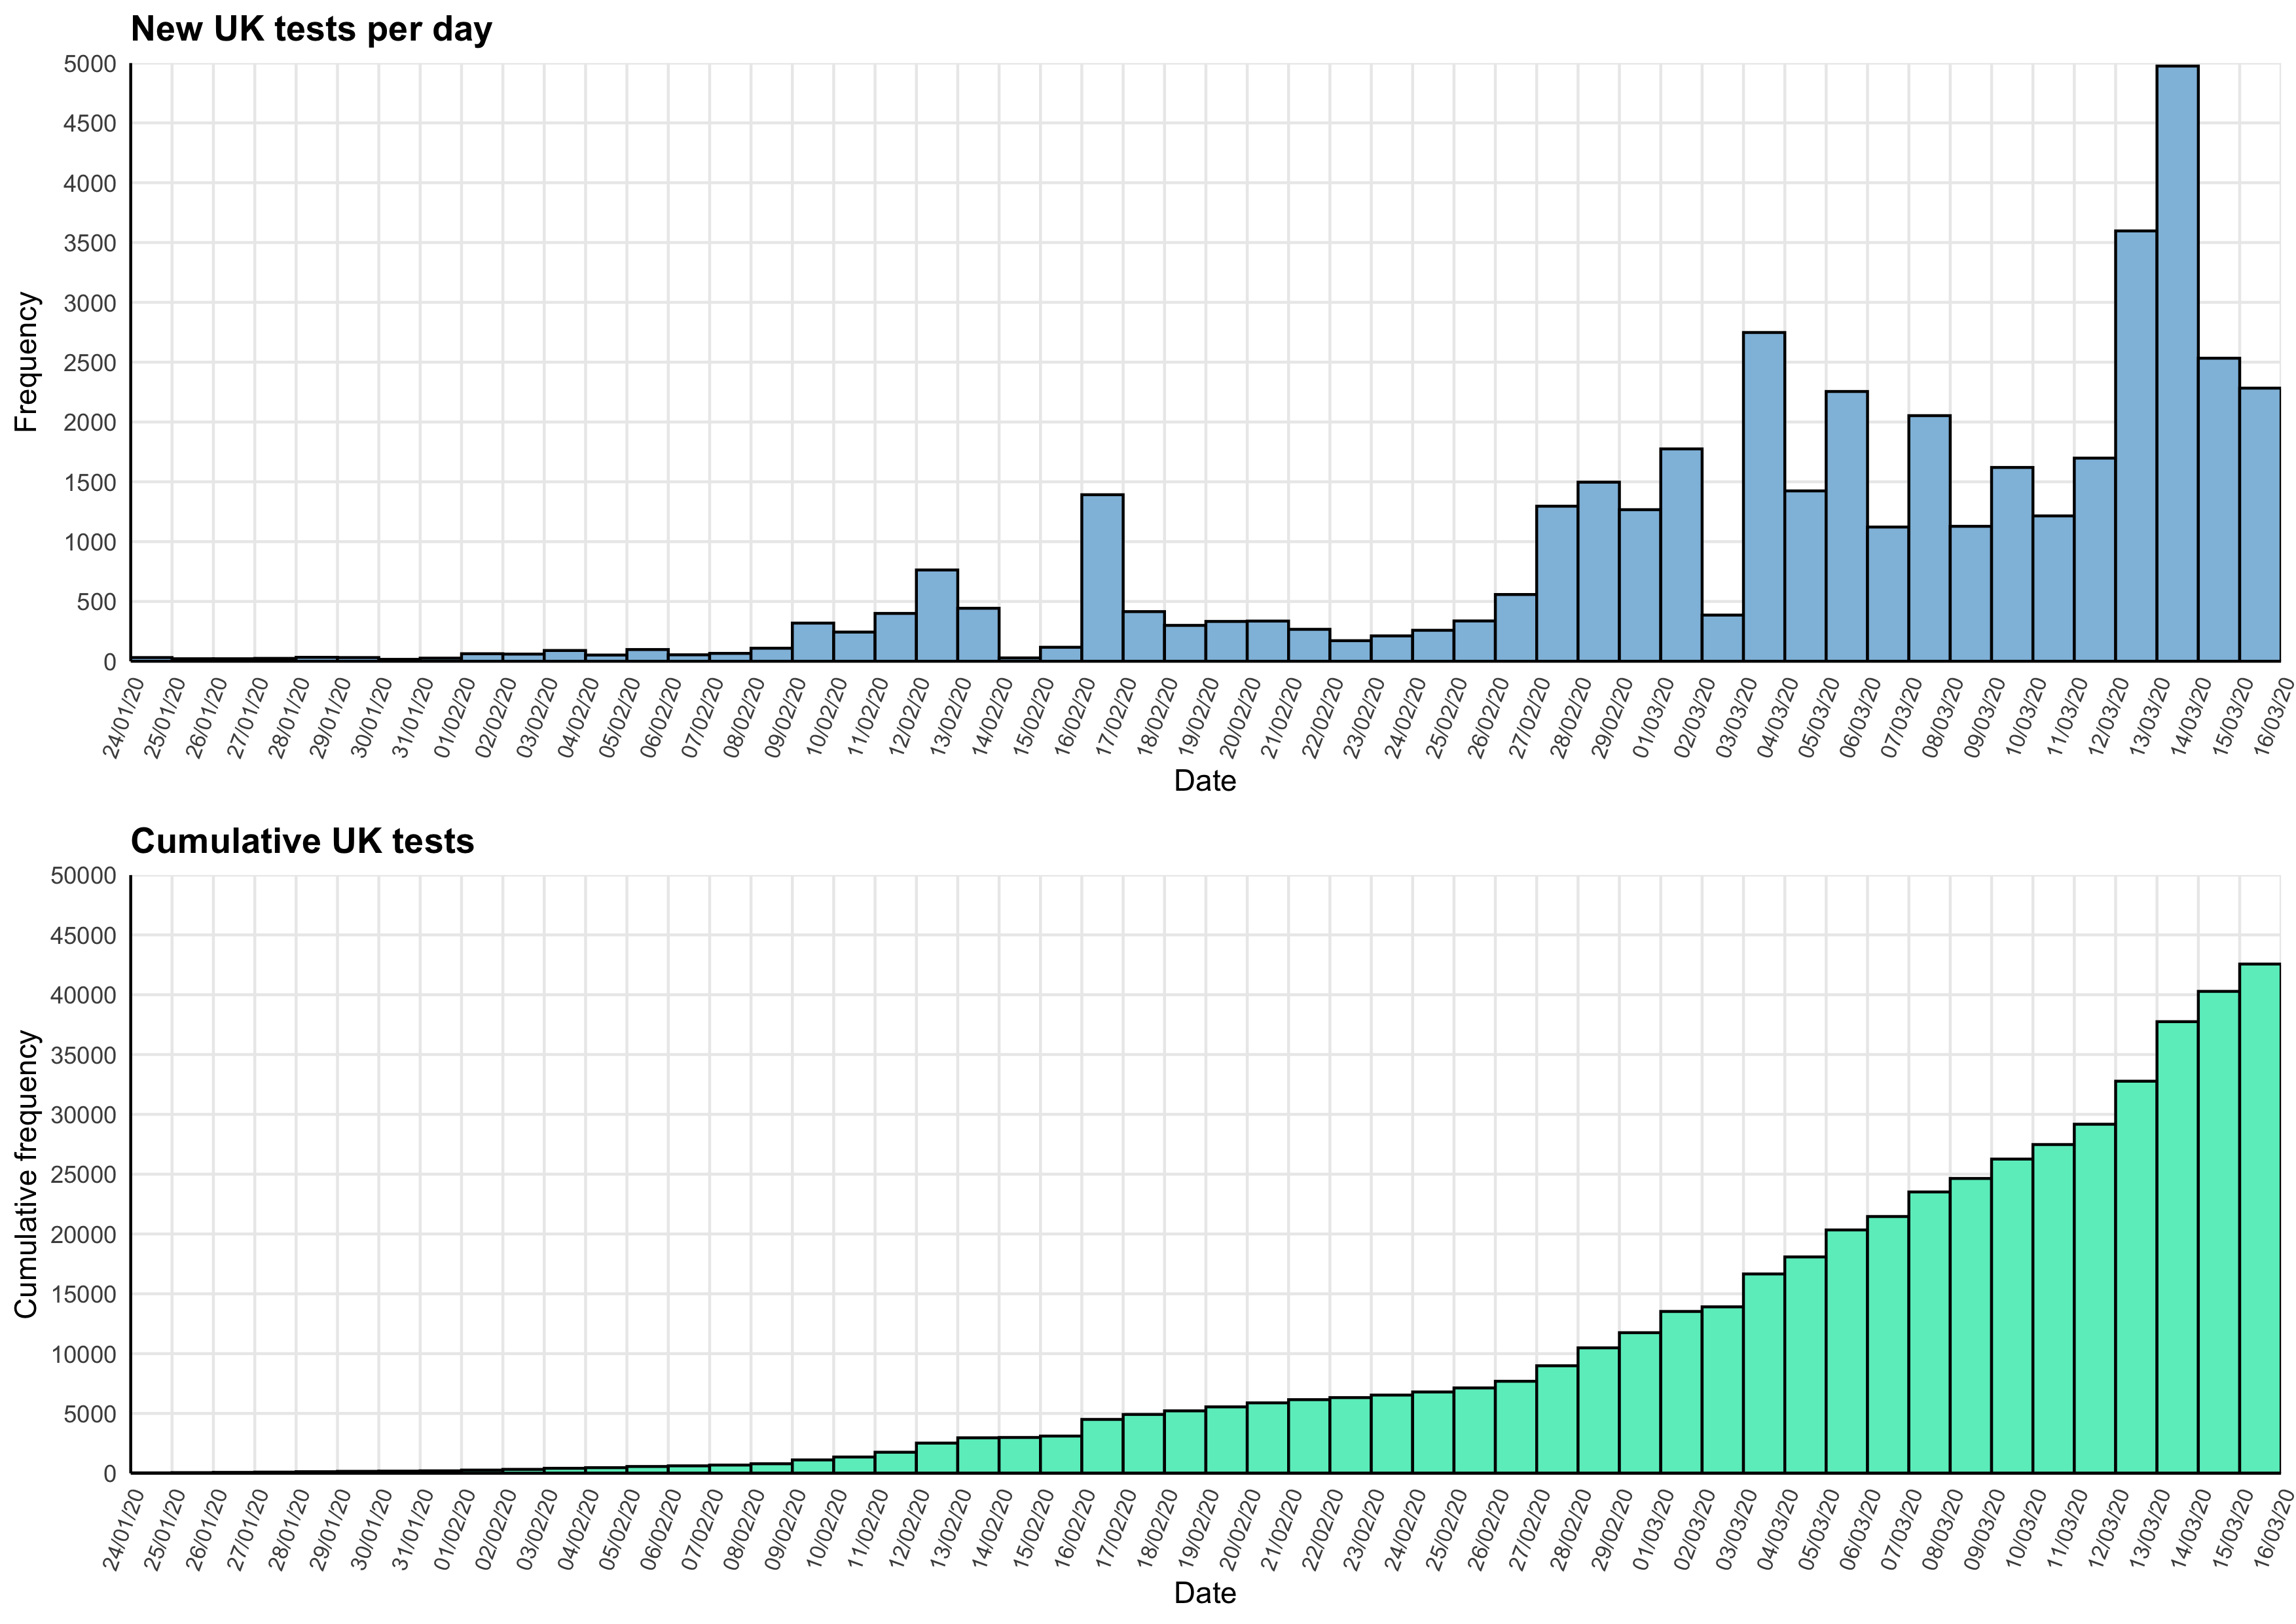 New UK tests per day
5000
4500
4000
3500
3000
2500
2000
1500
1000
500
0
Frequency
24/01/20 25/01/20 26/01/20 27/01/20 28/01/20 29/01/20 30/01/20 31/01/20 01/02/20 02/02/20 03/02/20 04/02/20 05/02/20 06/02/20 07/02/20 08/02/20 09/02/20 10/02/20 11/02/20 12/02/20 13/02/20 14/02/20 15/02/20 16/02/20 17/02/20 18/02/20 19/02/20 20/02/20 21/02/20 22/02/20 23/02/20 24/02/20 25/02/20 26/02/20 27/02/20 28/02/20 29/02/20 01/03/20 02/03/20 03/03/20 04/03/20 05/03/20 06/03/20 07/03/20 08/03/20 09/03/20 10/03/20 11/03/20 12/03/20 13/03/20 14/03/20 15/03/20 16/03/20
Date
Cumulative UK tests
50000
45000
40000
35000
30000
25000
20000
15000
10000
5000
0
Cumulative frequency
24/01/20 25/01/20 26/01/20 27/01/20 28/01/20 29/01/20 30/01/20 31/01/20 01/02/20 02/02/20 03/02/20 04/02/20 05/02/20 06/02/20 07/02/20 08/02/20 09/02/20 10/02/20 11/02/20 12/02/20 13/02/20 14/02/20 15/02/20 16/02/20 17/02/20 18/02/20 19/02/20 20/02/20 21/02/20 22/02/20 23/02/20 24/02/20 25/02/20 26/02/20 27/02/20 28/02/20 29/02/20 01/03/20 02/03/20 03/03/20 04/03/20 05/03/20 06/03/20 07/03/20 08/03/20 09/03/20 10/03/20 11/03/20 12/03/20 13/03/20 14/03/20 15/03/20 16/03/20
Date